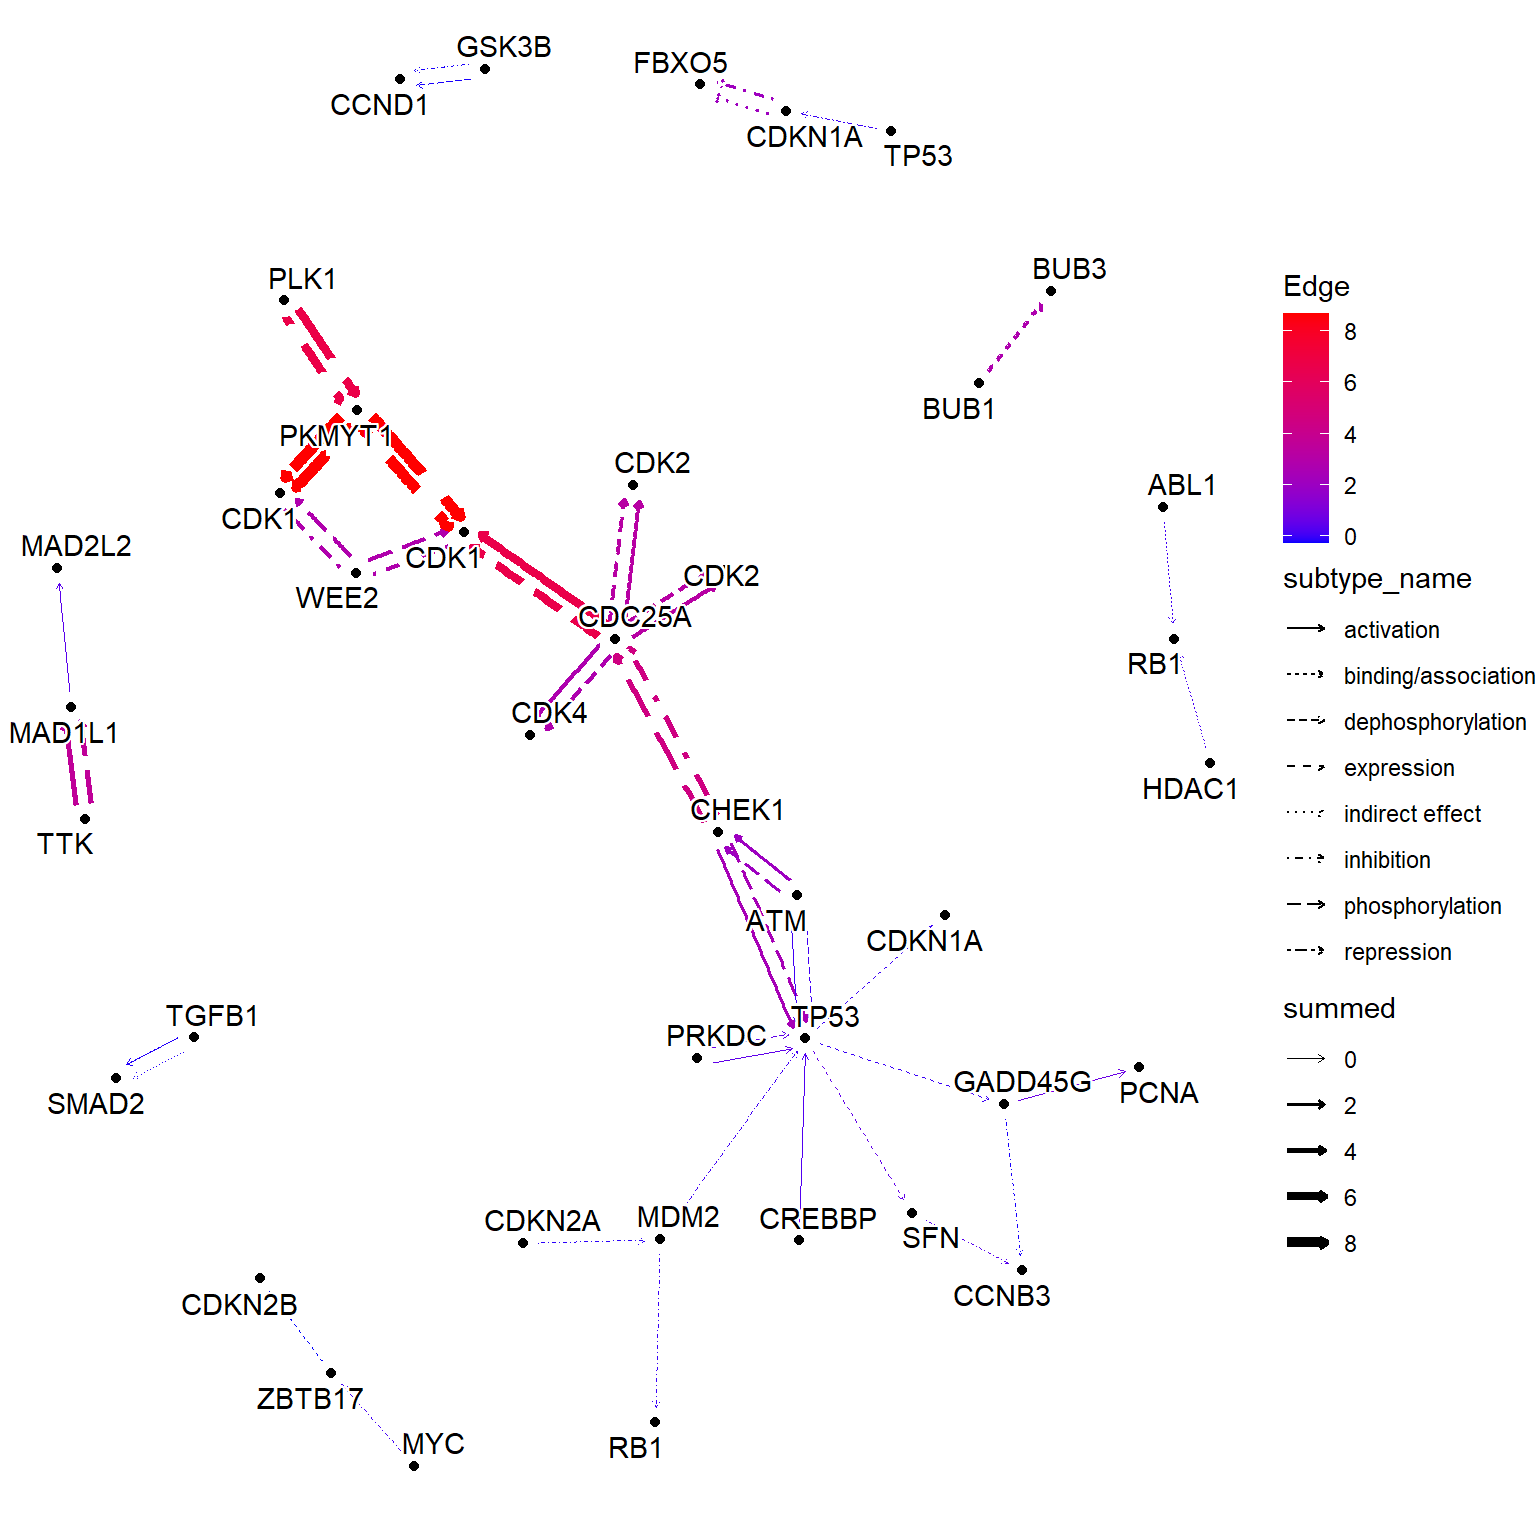 GSK3B
CCND1
FBXO5
CDKN1A
TP53
PLK1
PKMYT1
CDK1
WEE2
CDK1
CDK2
CDK2
CDC25A
CDK4
CHEK1
ATM
BUB3
BUB1
ABL1
RB1
HDAC1
MAD2L2
MAD1L1
TTK
CDKN1A
TP53
PRKDC
GADD45G
PCNA
TGFB1
SMAD2
CDKN2A
MDM2
CREBBP
SFN
CCNB3
CDKN2B
ZBTB17
MYC
RB1
Edge
8
6
4
2
0
subtype_name
activation
binding/association
dephosphorylation
expression
indirect effect
inhibition
phosphorylation
repression
summed
0
2
4
6
8